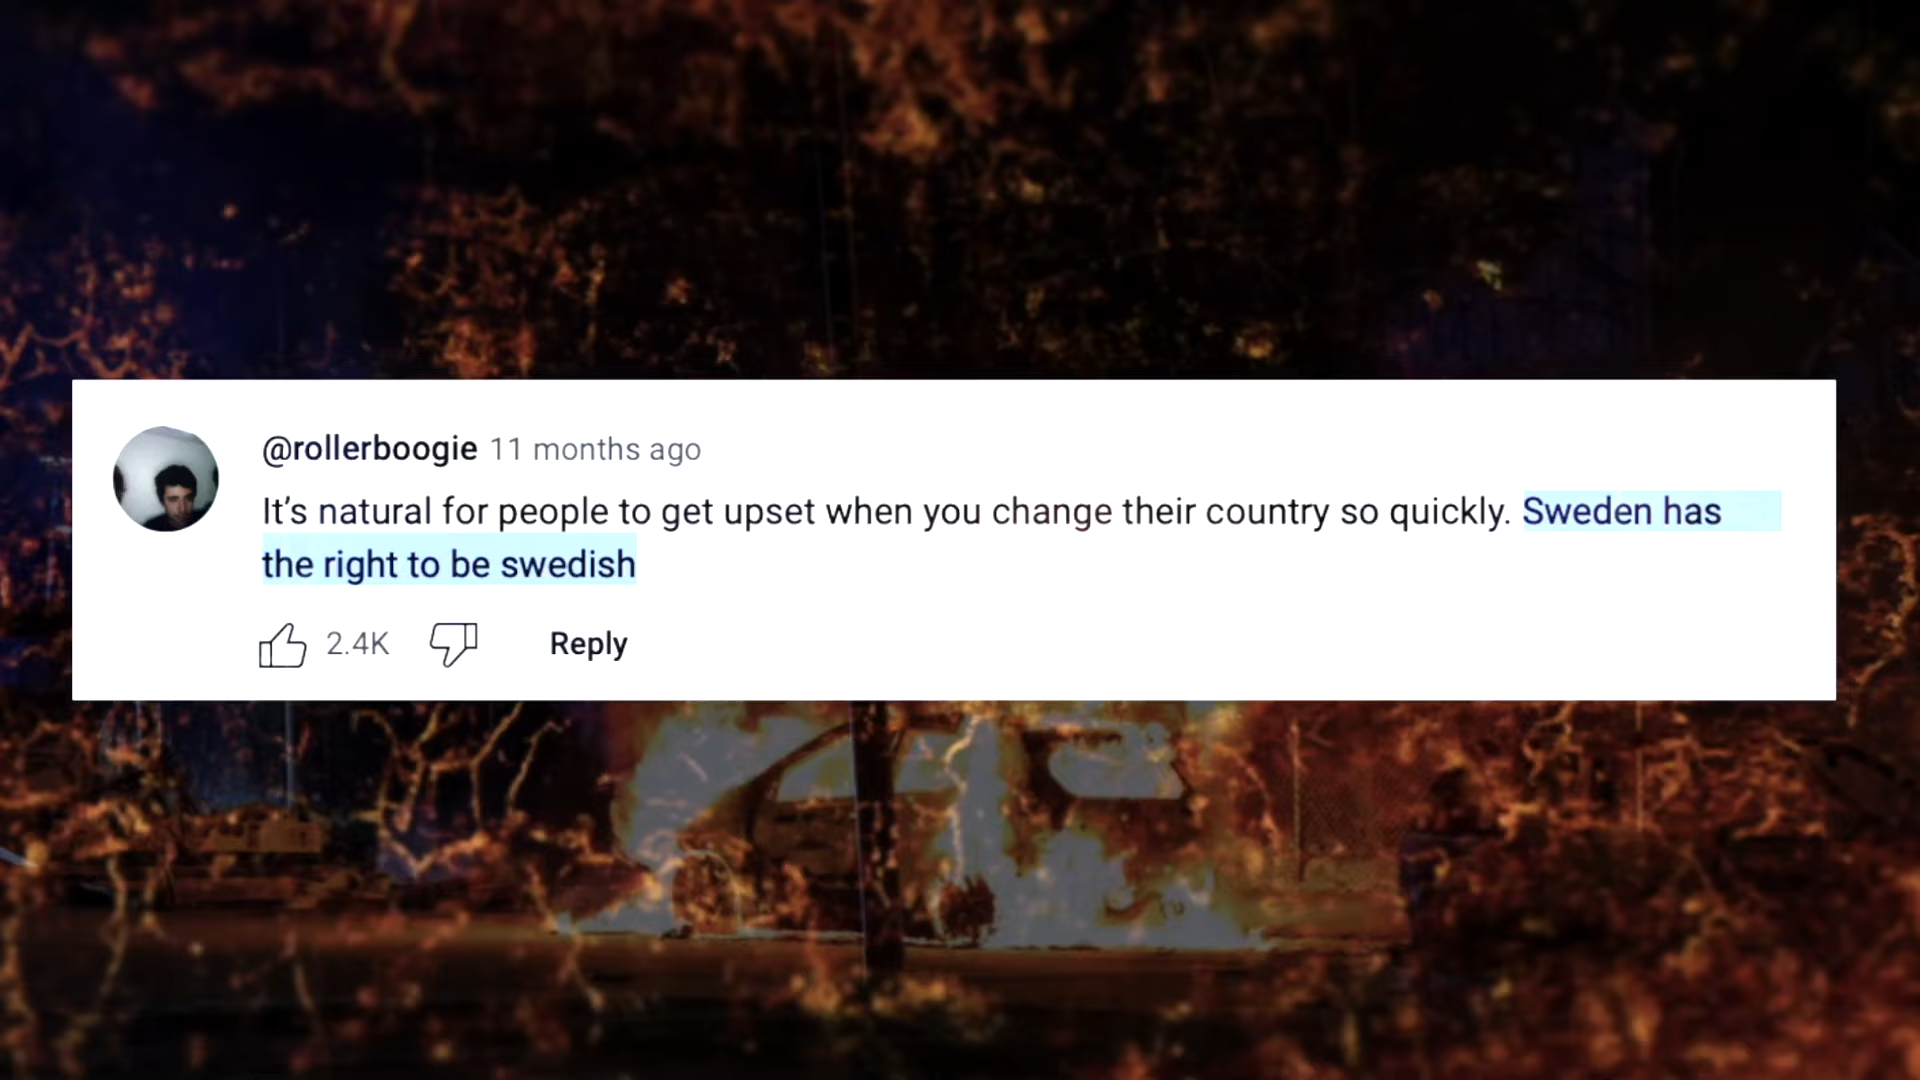 @rollerboogie 11 months ago
It’s natural for people to get upset when you change their country so quickly. Sweden has
the right to be swedish
2.4K Reply